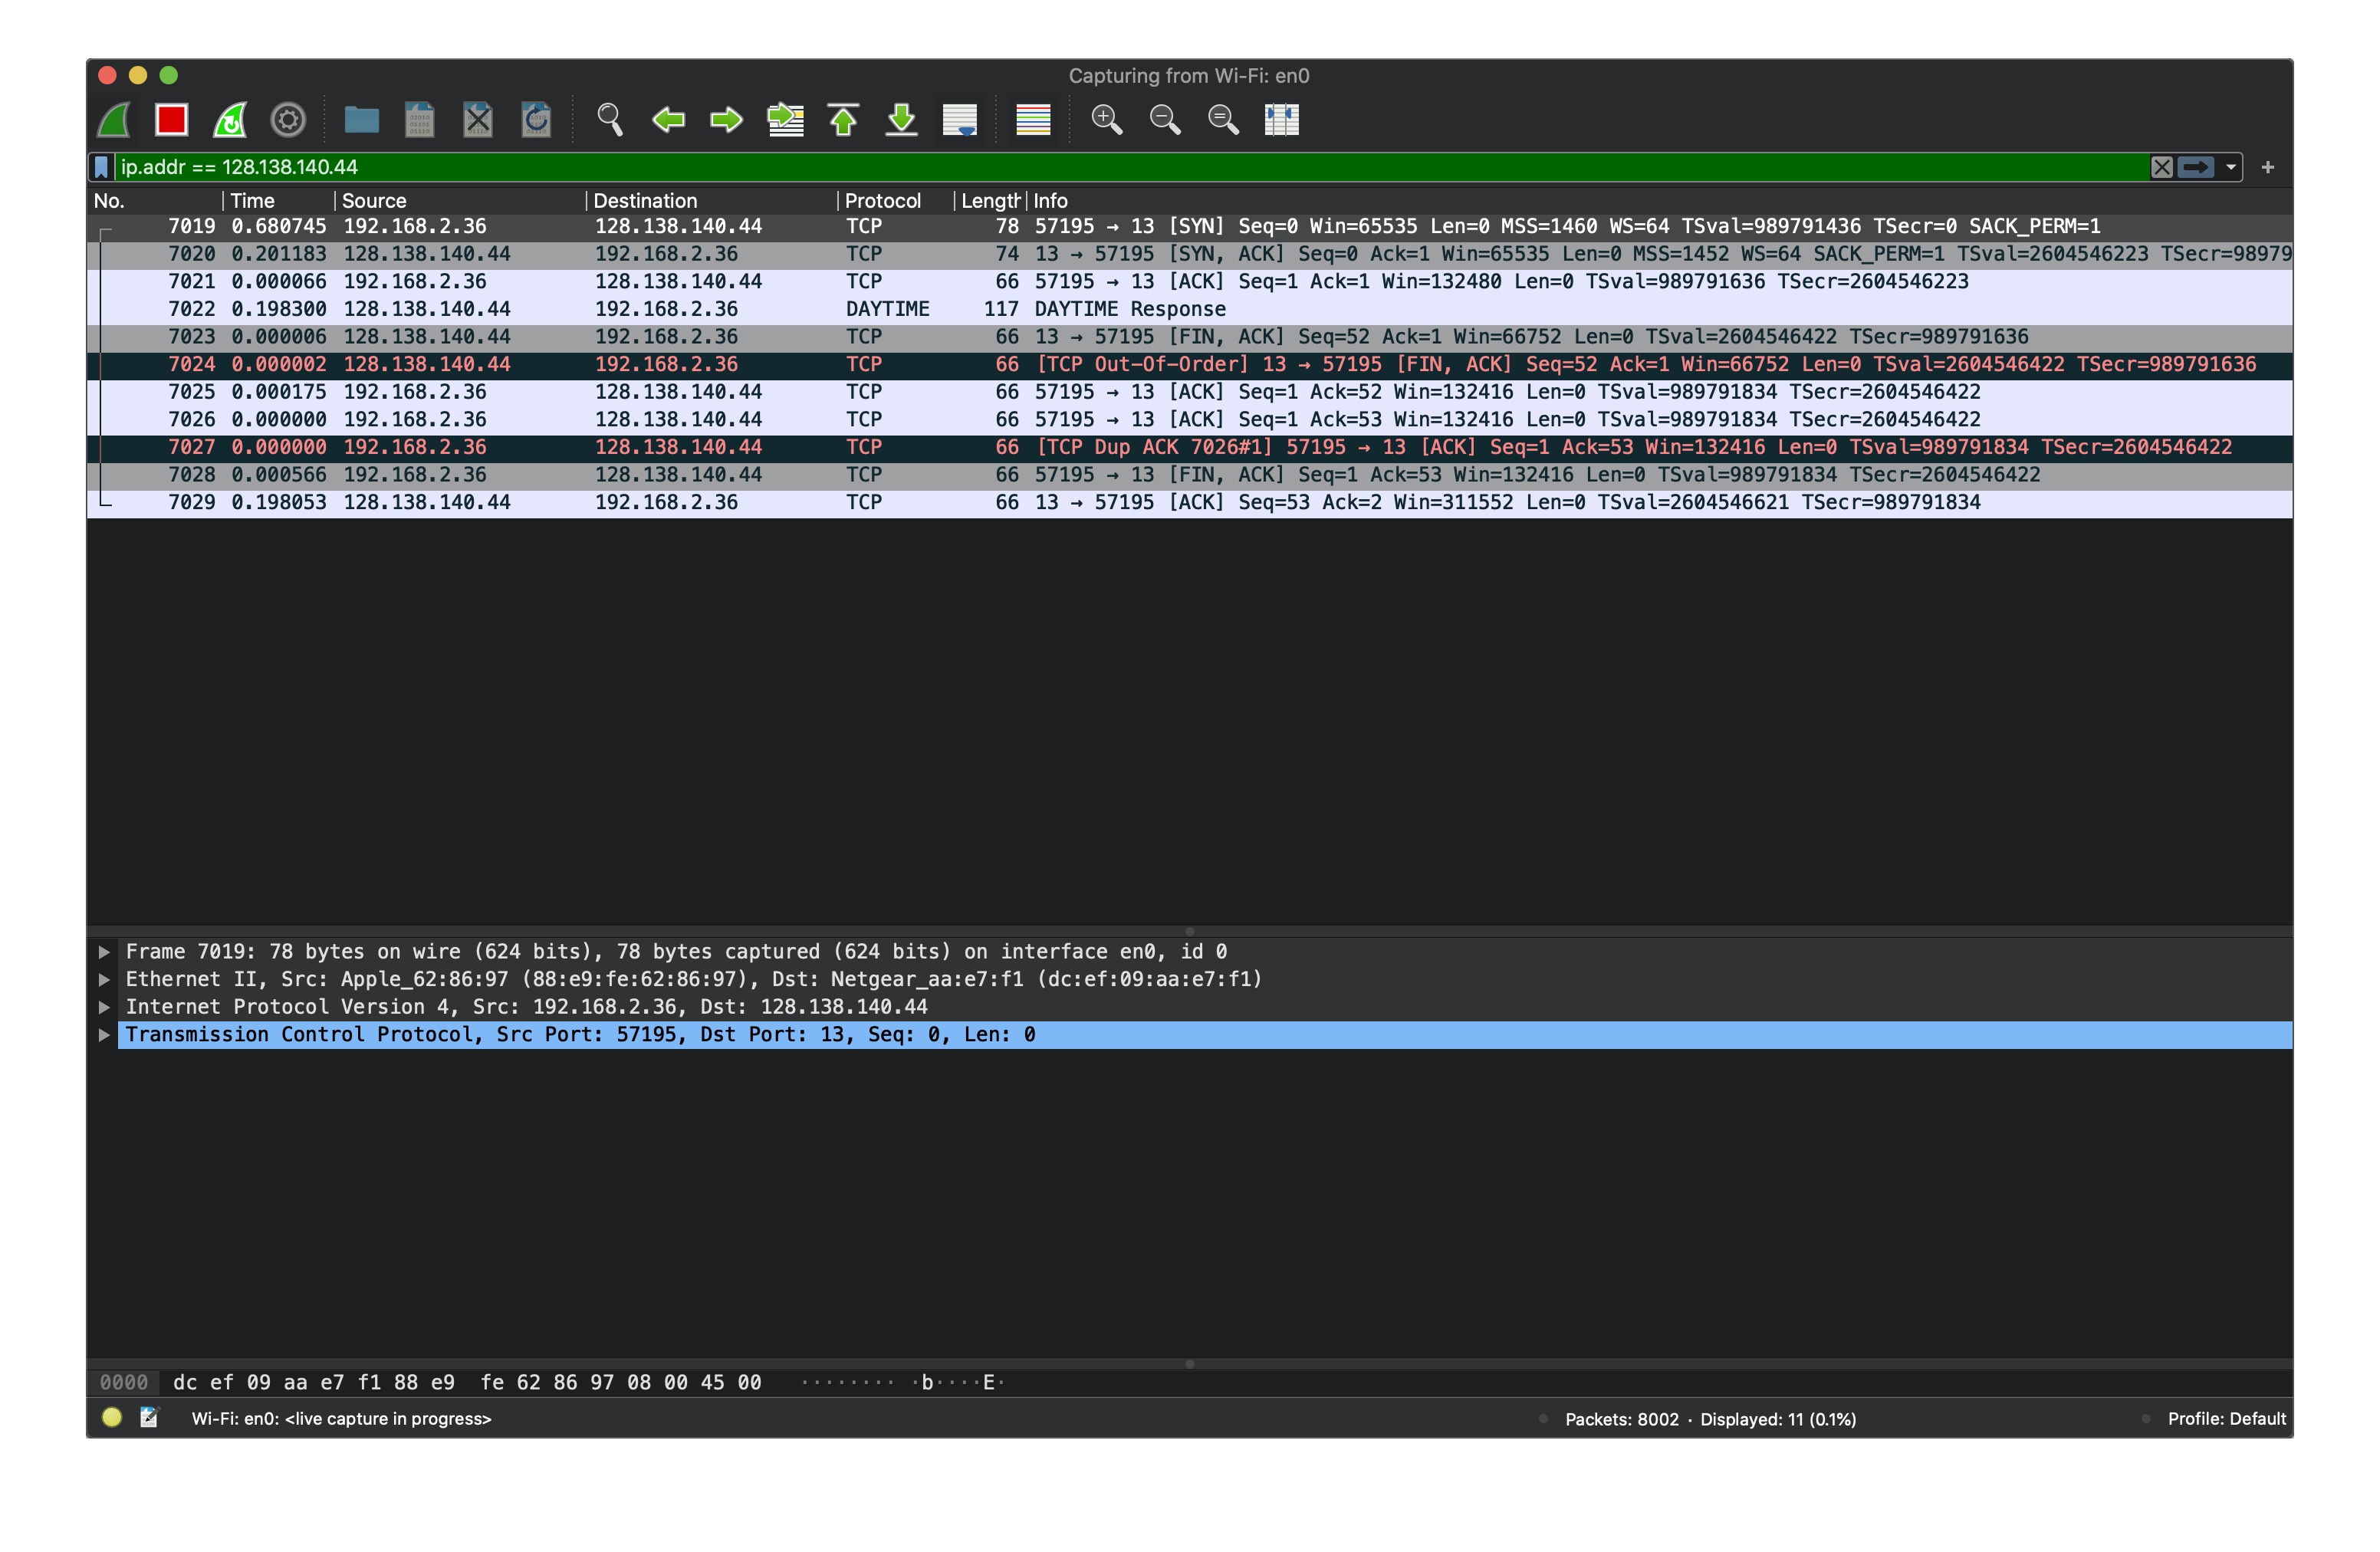 Capturing from Wi-Fi: en0
ip.addr == 128.138.140.44
No. Time Source Destination Protocol Length Info
7019 0.680745 192.168.2.36 128.138.140.44 TCP 78 57195 → 13 [SYN] Seq=0 Win=65535 Len=0 MSS=1460 WS=64 TSval=989791436 TSecr=0 SACK_PERM=1
7020 0.201183 128.138.140.44 192.168.2.36 TCP 74 13 → 57195 [SYN, ACK] Seq=0 Ack=1 Win=65535 Len=0 MSS=1452 WS=64 SACK_PERM=1 TSval=2604546223 TSecr=98979
7021 0.000066 192.168.2.36 128.138.140.44 TCP 66 57195 → 13 [ACK] Seq=1 Ack=1 Win=132480 Len=0 TSval=989791636 TSecr=2604546223
7022 0.198300 128.138.140.44 192.168.2.36 DAYTIME 117 DAYTIME Response
7023 0.000006 128.138.140.44 192.168.2.36 TCP 66 13 → 57195 [FIN, ACK] Seq=52 Ack=1 Win=66752 Len=0 TSval=2604546422 TSecr=989791636
7024 0.000002 128.138.140.44 192.168.2.36 TCP 66 [TCP Out-Of-Order] 13 → 57195 [FIN, ACK] Seq=52 Ack=1 Win=66752 Len=0 TSval=2604546422 TSecr=989791636
7025 0.000175 192.168.2.36 128.138.140.44 TCP 66 57195 → 13 [ACK] Seq=1 Ack=52 Win=132416 Len=0 TSval=989791834 TSecr=2604546422
7026 0.000000 192.168.2.36 128.138.140.44 TCP 66 57195 → 13 [ACK] Seq=1 Ack=53 Win=132416 Len=0 TSval=989791834 TSecr=2604546422
7027 0.000000 192.168.2.36 128.138.140.44 TCP 66 [TCP Dup ACK 7026#1] 57195 → 13 [ACK] Seq=1 Ack=53 Win=132416 Len=0 TSval=989791834 TSecr=2604546422
7028 0.000566 192.168.2.36 128.138.140.44 TCP 66 57195 → 13 [FIN, ACK] Seq=1 Ack=53 Win=132416 Len=0 TSval=989791834 TSecr=2604546422
7029 0.198053 128.138.140.44 192.168.2.36 TCP 66 13 → 57195 [ACK] Seq=53 Ack=2 Win=311552 Len=0 TSval=2604546621 TSecr=989791834
Frame 7019: 78 bytes on wire (624 bits), 78 bytes captured (624 bits) on interface en0, id 0
Ethernet II, Src: Apple_62:86:97 (88:e9:fe:62:86:97), Dst: Netgear_aa:e7:f1 (dc:ef:09:aa:e7:f1)
Internet Protocol Version 4, Src: 192.168.2.36, Dst: 128.138.140.44
Transmission Control Protocol, Src Port: 57195, Dst Port: 13, Seq: 0, Len: 0
0000 dc ef 09 aa e7 f1 88 e9 fe 62 86 97 08 00 45 00 ········ ·b····E·
Wi-Fi: en0: <live capture in progress> Packets: 8002 · Displayed: 11 (0.1%) Profile: Default